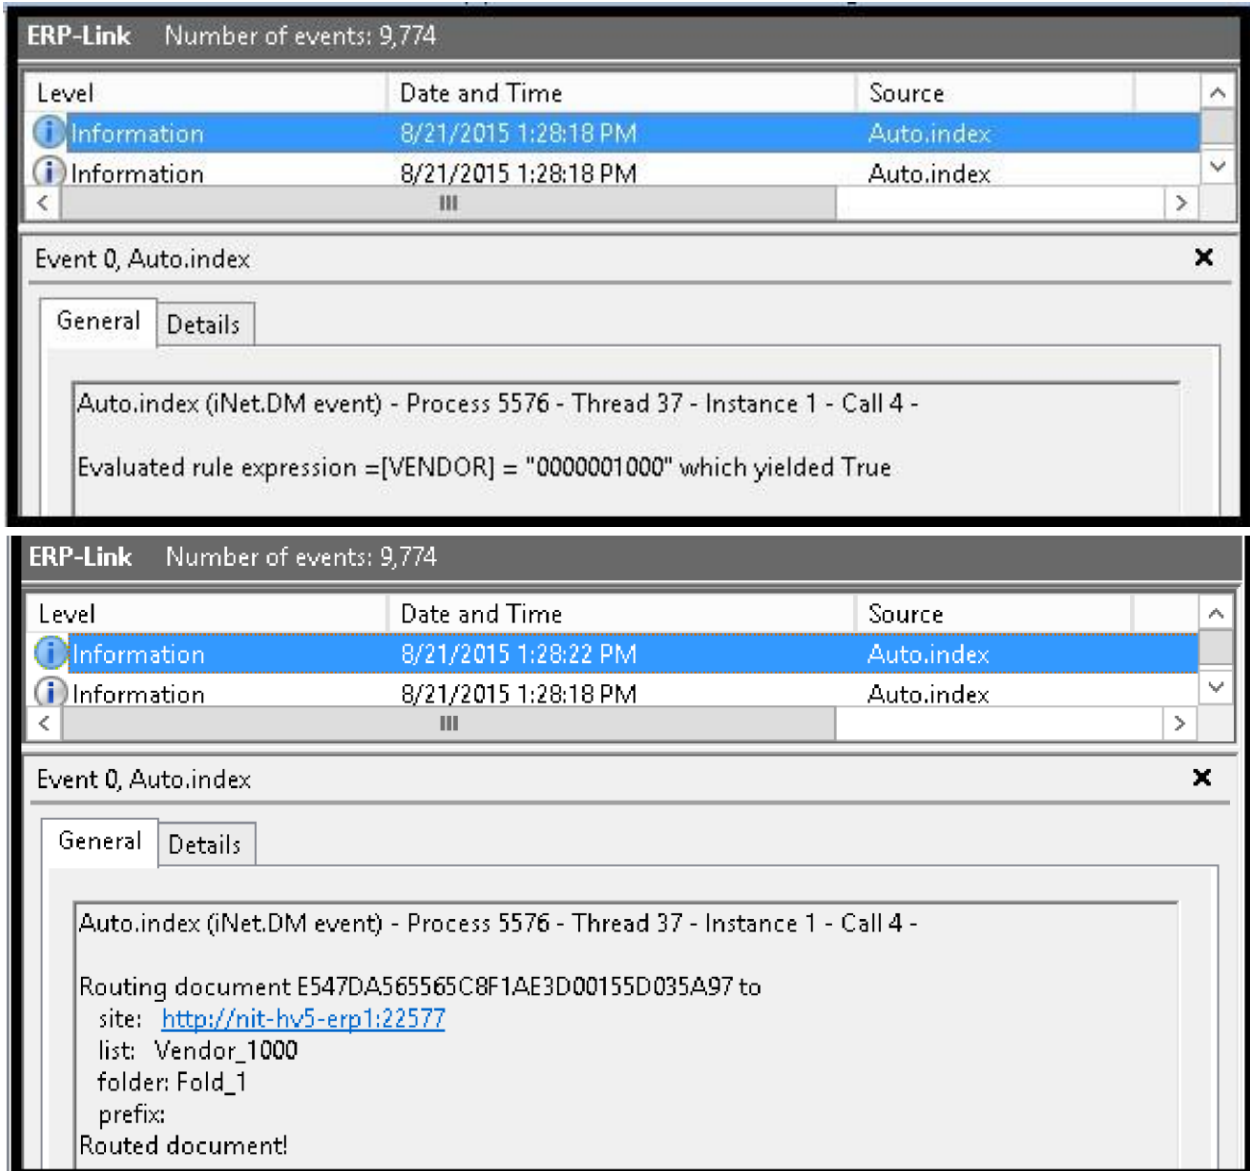 ERP-Link Number of events: 9,774
Level Date and Time Source
Information 8/21/2015 1:28:18 PM Auto.index
Information 8/21/2015 1:28:18 PM Auto.index
Event 0, Auto.index
General Details
Auto.index (iNet.DM event) - Process 5576 - Thread 37 - Instance 1 - Call 4 -
Evaluated rule expression =[VENDOR] = "0000001000" which yielded True
ERP-Link Number of events: 9,774
Level Date and Time Source
Information 8/21/2015 1:28:22 PM Auto.index
Information 8/21/2015 1:28:18 PM Auto.index
Event 0, Auto.index
General Details
Auto.index (iNet.DM event) - Process 5576 - Thread 37 - Instance 1 - Call 4 -
Routing document E547DA565565C8F1AE3D00155D035A97 to
site: http://nit-hv5-erp1:22577
list: Vendor_1000
folder: Fold_1
prefix:
Routed document!